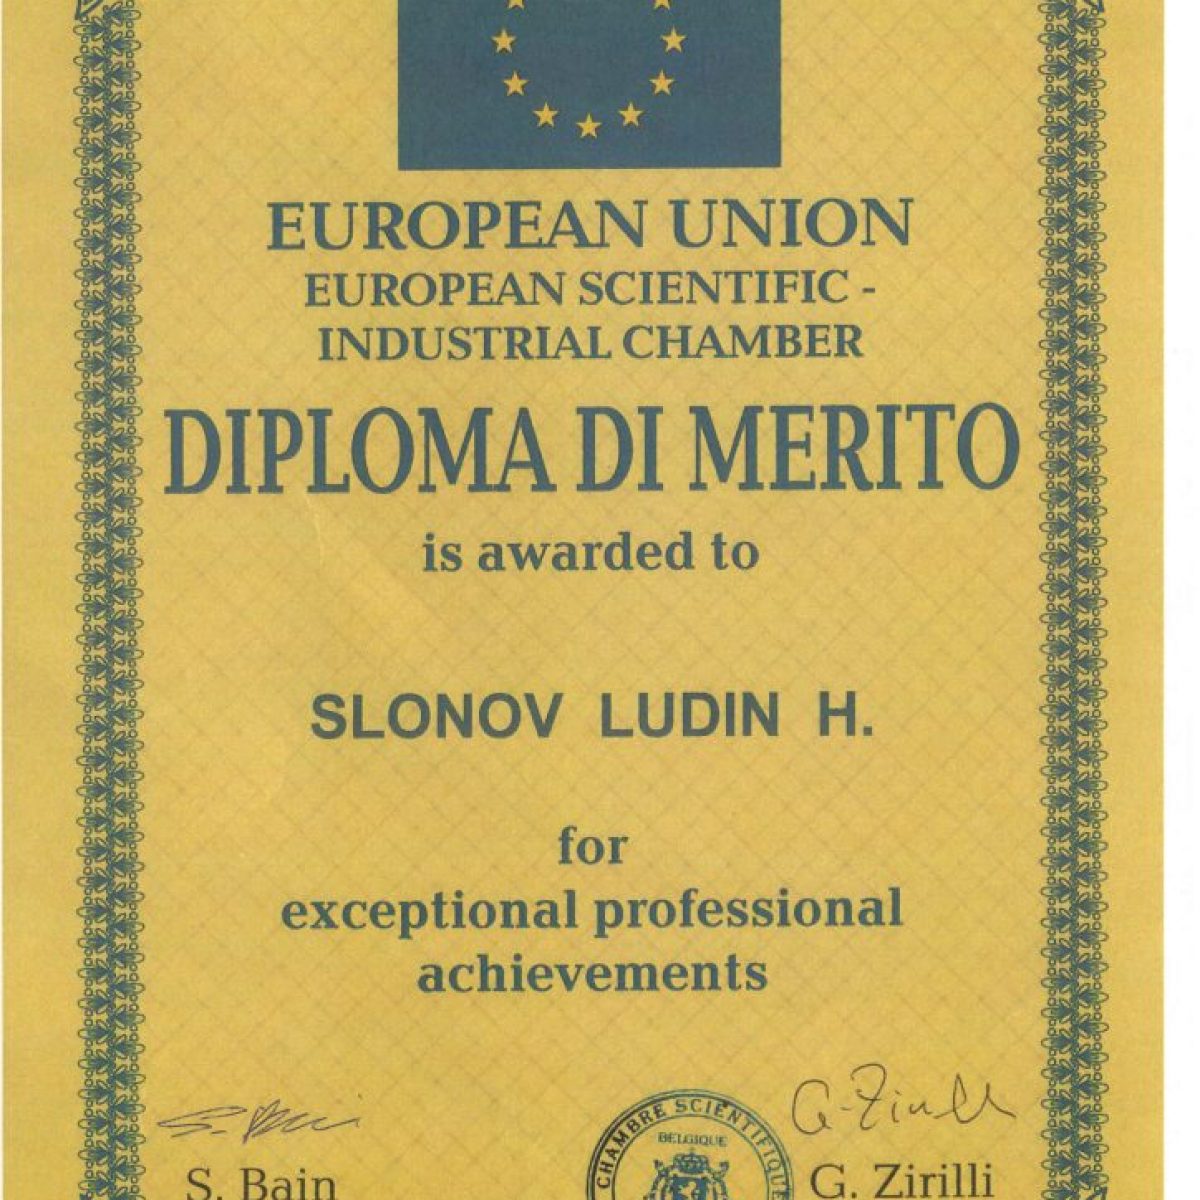 EUROPEAN UNION
EUROPEAN SCIENTIFIC -
INDUSTRIAL CHAMBER
DIPLOMA DI MERITO
is awarded to
SLONOV LUDIN H.
for
exceptional professional
achievements
S. Bain
G. Zirilli
CHAMBRE SCIENTIFIQUE
BELGIQUE